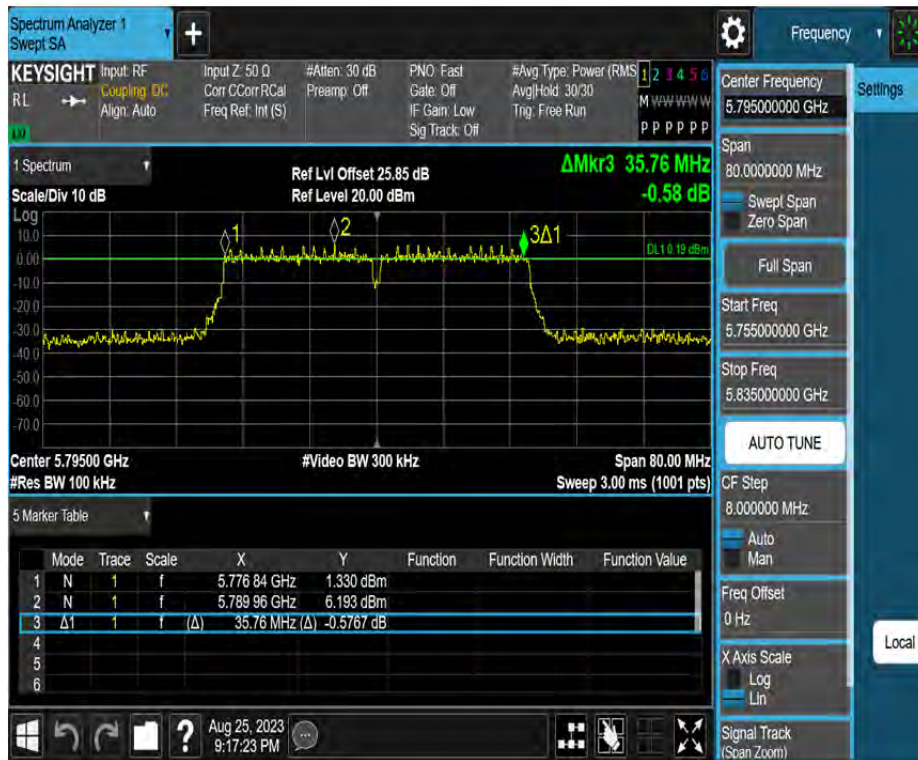 Spectrum Analyzer 1
Swept SA
+
Frequency
KEYSIGHT
RL
Input: RF
Coupling: DC
Align: Auto
Input Z: 50 Ω
Corr CCorr RCal
Freq Ref: Int (S)
#Atten: 30 dB
Preamp: Off
PNO: Fast
Gate: Off
IF Gain: Low
Sig Track: Off
#Avg Type: Power (RMS
Avg|Hold: 30/30
Trig: Free Run
1 2 3 4 5 6
M W W W W W
P P P P P P
Center Frequency
5.795000000 GHz
Settings
Span
80.0000000 MHz
Swept Span
Zero Span
Full Span
Start Freq
5.755000000 GHz
Stop Freq
5.835000000 GHz
AUTO TUNE
CF Step
8.000000 MHz
Auto
Man
Freq Offset
0 Hz
X Axis Scale
Log
Lin
Signal Track
(Span Zoom)
Local
1 Spectrum
Scale/Div 10 dB
Ref Lvl Offset 25.85 dB
Ref Level 20.00 dBm
ΔMkr3 35.76 MHz
-0.58 dB
Log
10.0
0.00
-10.0
-20.0
-30.0
-40.0
-50.0
-60.0
-70.0
1
2
3Δ1
DL1 0.19 dBm
Center 5.79500 GHz
#Video BW 300 kHz
Span 80.00 MHz
#Res BW 100 kHz
Sweep 3.00 ms (1001 pts)
5 Marker Table
Mode Trace Scale X Y Function Function Width Function Value
1 N 1 f 5.776 84 GHz 1.330 dBm
2 N 1 f 5.789 96 GHz 6.193 dBm
3 Δ1 1 f (Δ) 35.76 MHz (Δ) -0.5767 dB
4
5
6
?
Aug 25, 2023
9:17:23 PM